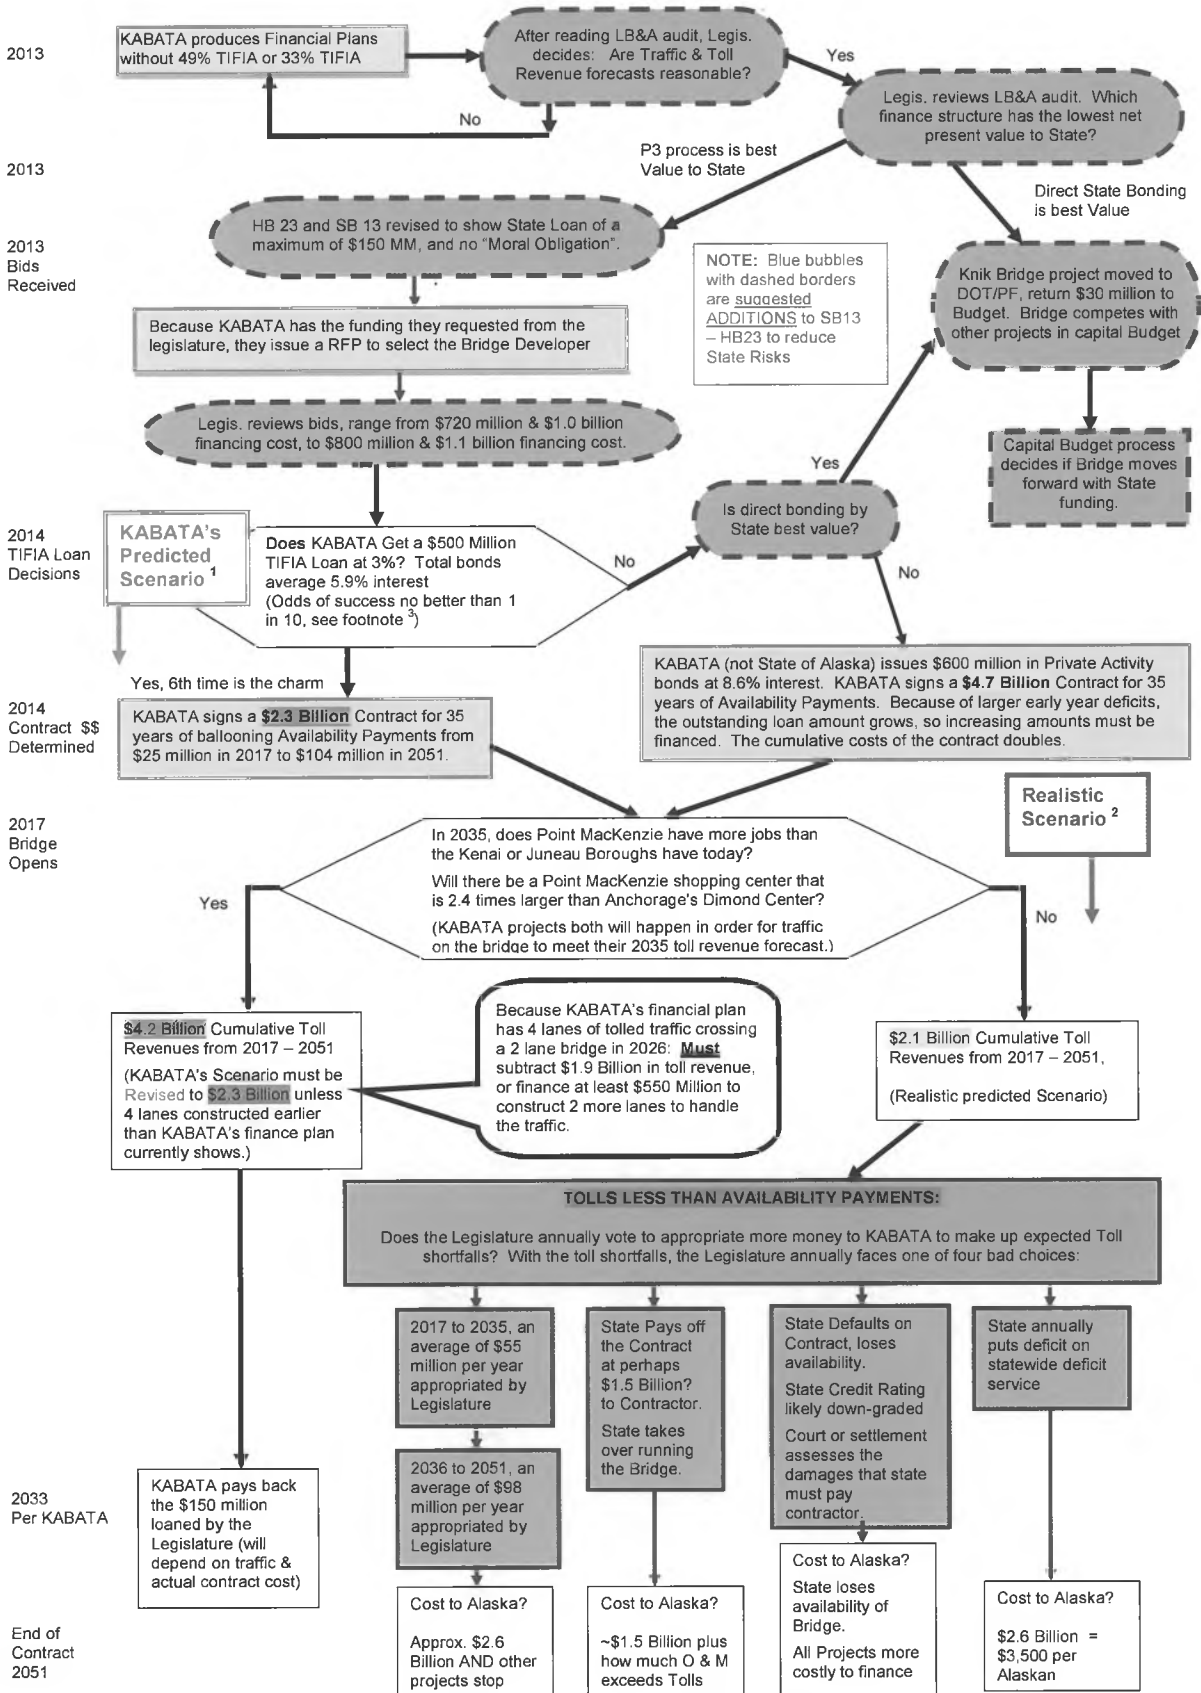 2013
KABATA produces Financial Plans
without 49% TIFIA or 33% TIFIA
After reading LB&A audit, Legis.
decides: Are Traffic & Toll
Revenue forecasts reasonable?
Yes
No
Legis. reviews LB&A audit. Which
finance structure has the lowest net
present value to State?
2013
P3 process is best
Value to State
Direct State Bonding
is best Value
2013
Bids
Received
HB 23 and SB 13 revised to show State Loan of a
maximum of $150 MM, and no “Moral Obligation”.
NOTE: Blue bubbles
with dashed borders
are suggested
ADDITIONS to SB13
– HB23 to reduce
State Risks
Knik Bridge project moved to
DOT/PF, return $30 million to
Budget. Bridge competes with
other projects in capital Budget
Because KABATA has the funding they requested from the
legislature, they issue a RFP to select the Bridge Developer
Legis. reviews bids, range from $720 million & $1.0 billion
financing cost, to $800 million & $1.1 billion financing cost.
Yes
Capital Budget process
decides if Bridge moves
forward with State
funding.
Is direct bonding by
State best value?
2014
TIFIA Loan
Decisions
KABATA's
Predicted
Scenario 1
Does KABATA Get a $500 Million
TIFIA Loan at 3%? Total bonds
average 5.9% interest
(Odds of success no better than 1
in 10, see footnote 3)
No
No
Yes, 6th time is the charm
2014
Contract $$
Determined
KABATA signs a $2.3 Billion Contract for 35
years of ballooning Availability Payments from
$25 million in 2017 to $104 million in 2051.
KABATA (not State of Alaska) issues $600 million in Private Activity
bonds at 8.6% interest. KABATA signs a $4.7 Billion Contract for 35
years of Availability Payments. Because of larger early year deficits,
the outstanding loan amount grows, so increasing amounts must be
financed. The cumulative costs of the contract doubles.
Realistic
Scenario 2
2017
Bridge
Opens
In 2035, does Point MacKenzie have more jobs than
the Kenai or Juneau Boroughs have today?
Will there be a Point MacKenzie shopping center that
is 2.4 times larger than Anchorage's Dimond Center?
(KABATA projects both will happen in order for traffic
on the bridge to meet their 2035 toll revenue forecast.)
Yes
No
$4.2 Billion Cumulative Toll
Revenues from 2017 – 2051
(KABATA's Scenario must be
Revised to $2.3 Billion unless
4 lanes constructed earlier
than KABATA's finance plan
currently shows.)
Because KABATA's financial plan
has 4 lanes of tolled traffic crossing
a 2 lane bridge in 2026: Must
subtract $1.9 Billion in toll revenue,
or finance at least $550 Million to
construct 2 more lanes to handle
the traffic.
$2.1 Billion Cumulative Toll
Revenues from 2017 – 2051,
(Realistic predicted Scenario)
TOLLS LESS THAN AVAILABILITY PAYMENTS:
Does the Legislature annually vote to appropriate more money to KABATA to make up expected Toll
shortfalls? With the toll shortfalls, the Legislature annually faces one of four bad choices:
2017 to 2035, an
average of $55
million per year
appropriated by
Legislature
State Pays off
the Contract
at perhaps
$1.5 Billion?
to Contractor.
State takes
over running
the Bridge.
State Defaults on
Contract, loses
availability.
State Credit Rating
likely down-graded
Court or settlement
assesses the
damages that state
must pay
contractor.
State annually
puts deficit on
statewide deficit
service
2036 to 2051, an
average of $98
million per year
appropriated by
Legislature
2033
Per KABATA
KABATA pays back
the $150 million
loaned by the
Legislature (will
depend on traffic &
actual contract cost)
End of
Contract
2051
Cost to Alaska?
Approx. $2.6
Billion AND other
projects stop
Cost to Alaska?
~$1.5 Billion plus
how much O & M
exceeds Tolls
Cost to Alaska?
State loses
availability of
Bridge.
All Projects more
costly to finance
Cost to Alaska?
$2.6 Billion =
$3,500 per
Alaskan